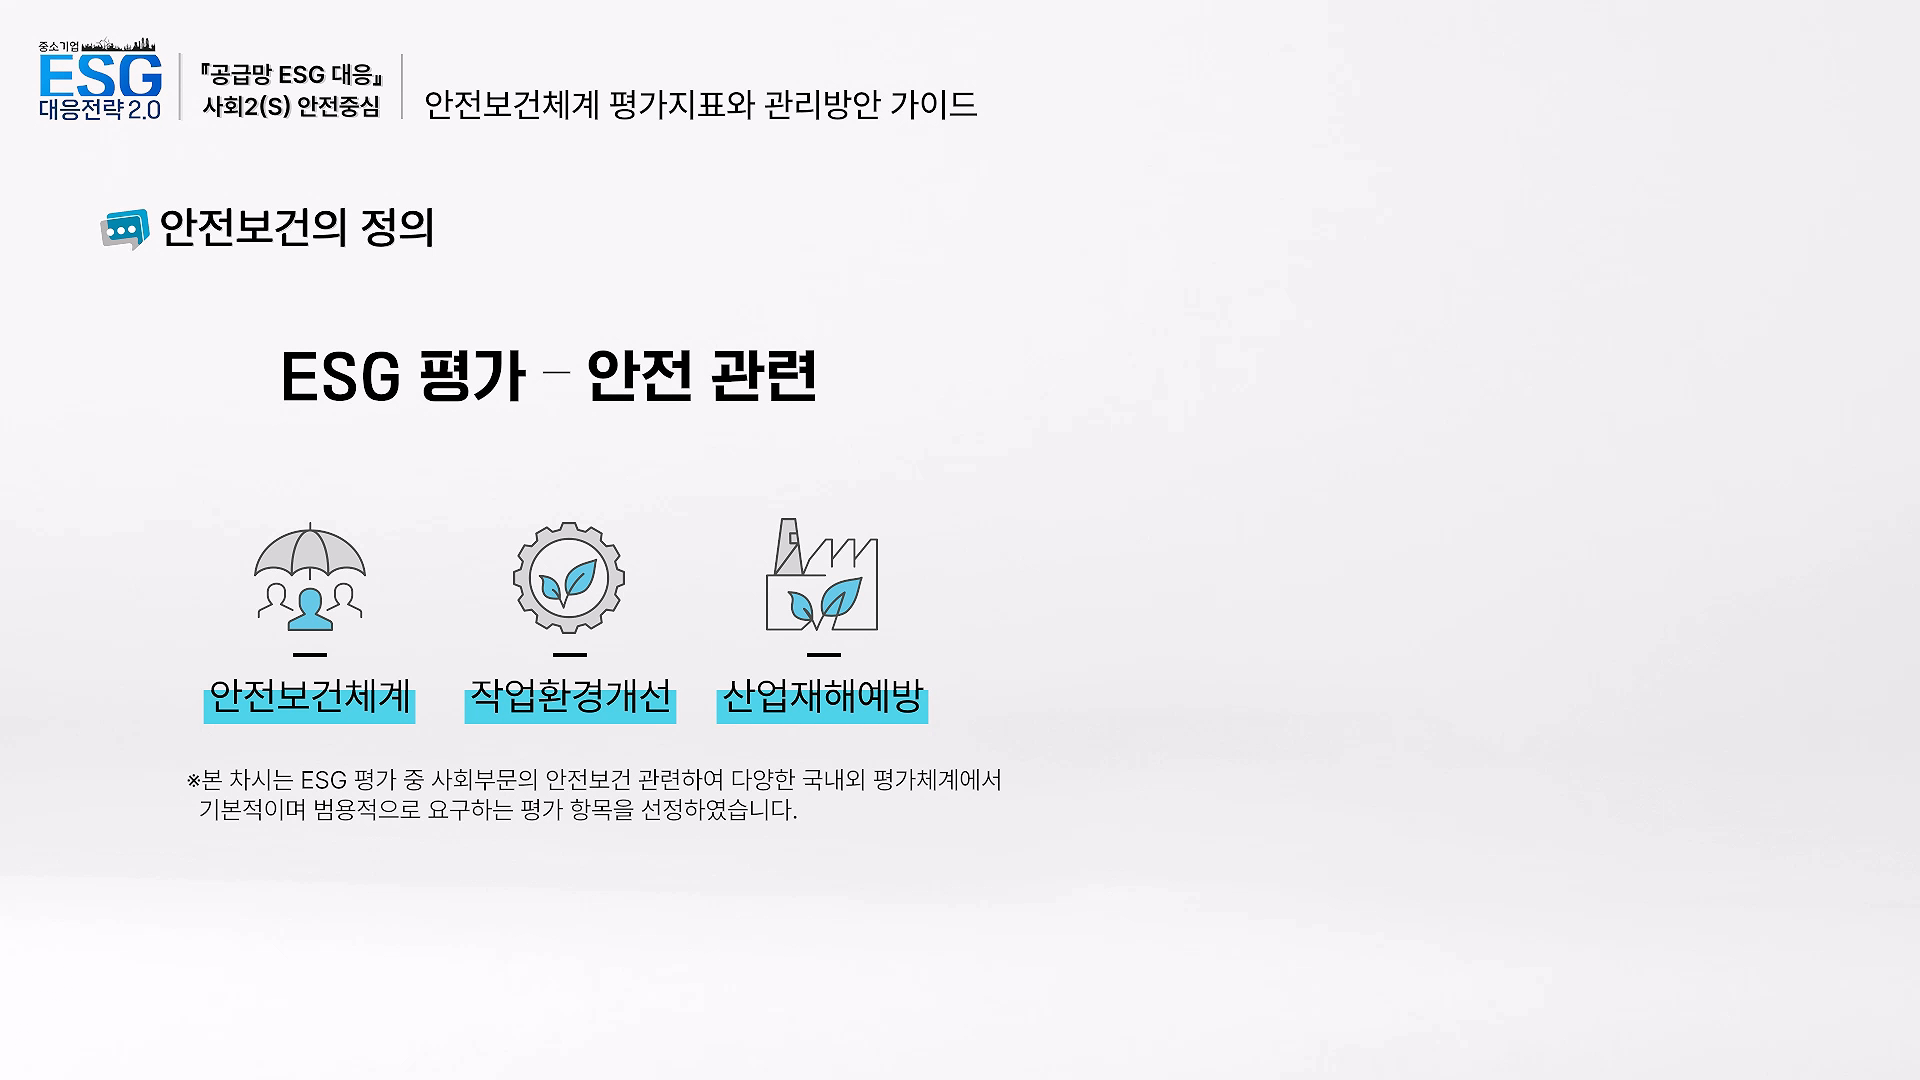 중소기업
ESG
대응전략 2.0
『공급망 ESG 대응』
사회2(S) 안전중심
안전보건체계 평가지표와 관리방안 가이드
안전보건의 정의
ESG 평가 – 안전 관련
안전보건체계
작업환경개선
산업재해예방
※본 차시는 ESG 평가 중 사회부문의 안전보건 관련하여 다양한 국내외 평가체계에서
기본적이며 범용적으로 요구하는 평가 항목을 선정하였습니다.